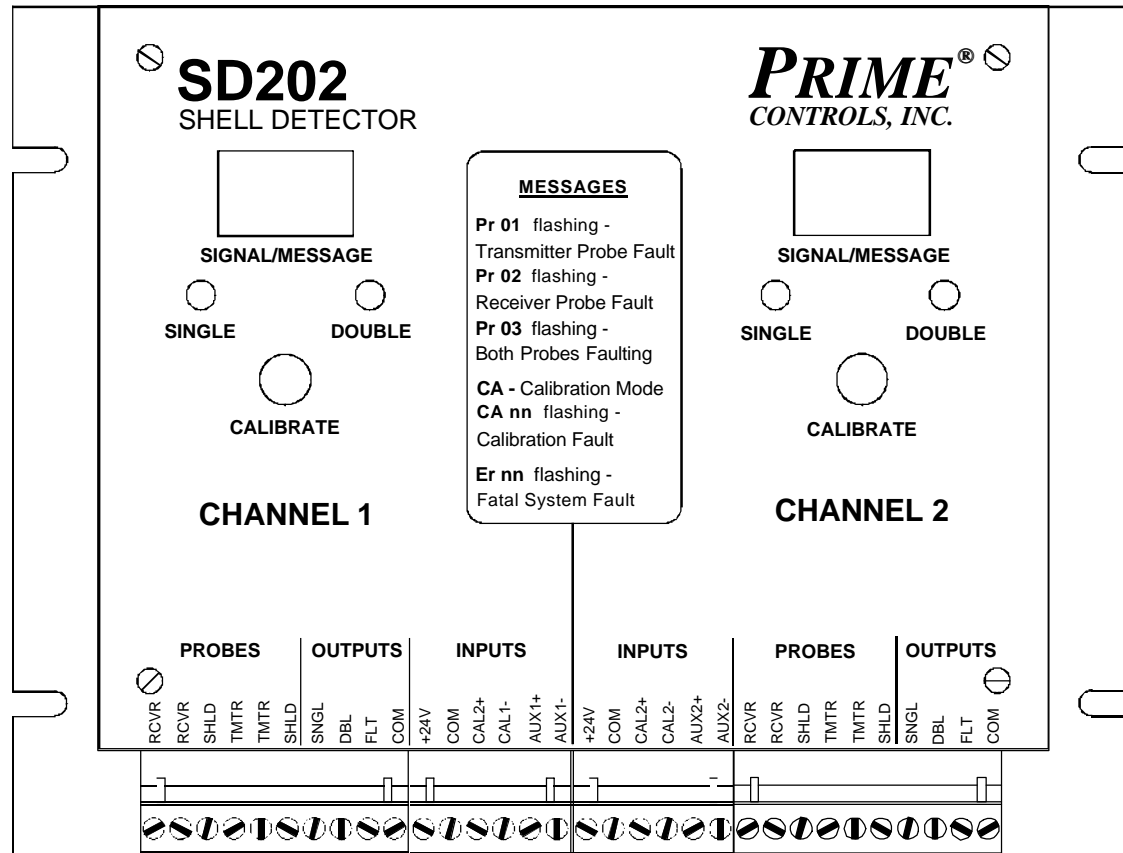 SD202
SHELL DETECTOR
PRIME®
CONTROLS, INC.
SIGNAL/MESSAGE
SINGLE
DOUBLE
CALIBRATE
CHANNEL 1
MESSAGES
Pr 01 flashing -
Transmitter Probe Fault
Pr 02 flashing -
Receiver Probe Fault
Pr 03 flashing -
Both Probes Faulting
CA - Calibration Mode
CA nn flashing -
Calibration Fault
Er nn flashing -
Fatal System Fault
SIGNAL/MESSAGE
SINGLE
DOUBLE
CALIBRATE
CHANNEL 2
PROBES
OUTPUTS
INPUTS
INPUTS
PROBES
OUTPUTS
RCVR
RCVR
SHLD
TMTR
TMTR
SHLD
SNGL
DBL
FLT
COM
+24V
COM
CAL2+
CAL1-
AUX1+
AUX1-
+24V
COM
CAL2+
CAL2-
AUX2+
AUX2-
RCVR
RCVR
SHLD
TMTR
TMTR
SHLD
SNGL
DBL
FLT
COM